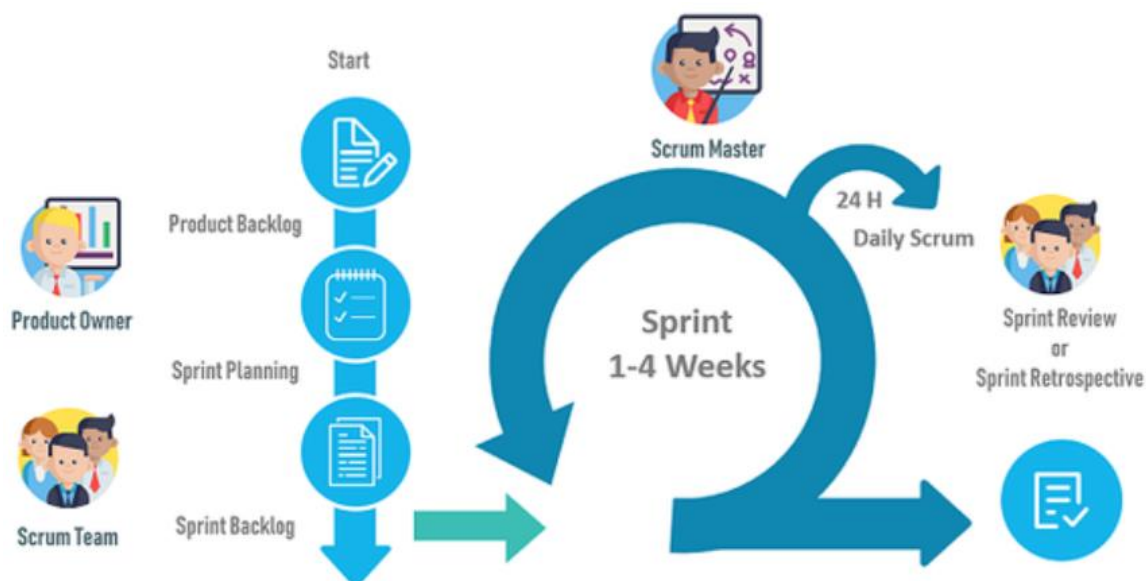 Start
Product Backlog
Product Owner
Sprint Planning
Scrum Team
Sprint Backlog
Scrum Master
24 H
Daily Scrum
Sprint
1-4 Weeks
Sprint Review
or
Sprint Retrospective